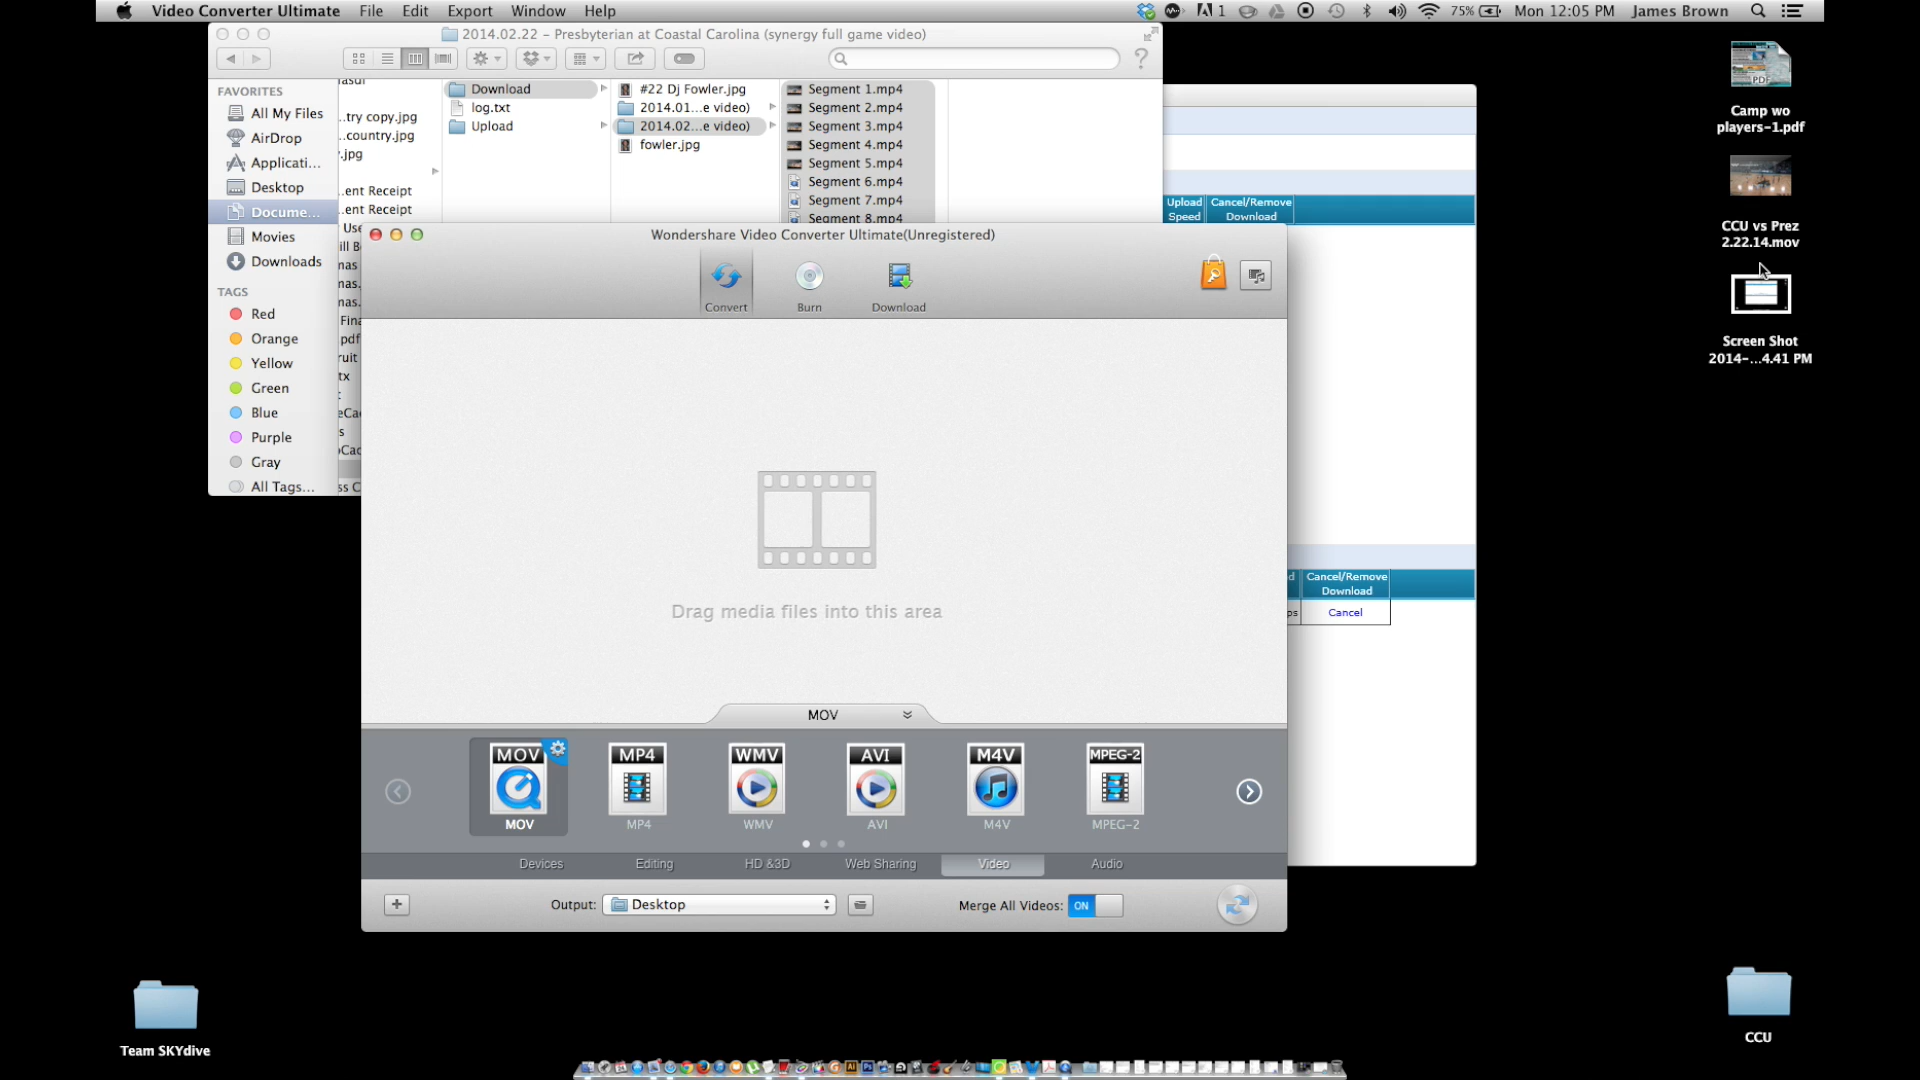 Video Converter Ultimate File Edit Export Window Help
1 75% Mon 12:05 PM James Brown
2014.02.22 – Presbyterian at Coastal Carolina (synergy full game video)
FAVORITES
All My Files
AirDrop
Applicati...
Desktop
Docume...
Movies
Downloads
TAGS
Red
Orange
Yellow
Green
Blue
Purple
Gray
All Tags...
...try copy.jpg
...country.jpg
.jpg
...ent Receipt
...ent Receipt
Download
log.txt
Upload
#22 Dj Fowler.jpg
2014.01...e video)
2014.02...e video)
fowler.jpg
Segment 1.mp4
Segment 2.mp4
Segment 3.mp4
Segment 4.mp4
Segment 5.mp4
Segment 6.mp4
Segment 7.mp4
Segment 8.mp4
Upload Speed
Cancel/Remove Download
Cancel/Remove Download
Cancel
Wondershare Video Converter Ultimate(Unregistered)
Convert
Burn
Download
Drag media files into this area
MOV
MOV MP4 WMV AVI M4V MPEG-2
MOV MP4 WMV AVI M4V MPEG-2
Devices Editing HD &3D Web Sharing Video Audio
Output: Desktop
Merge All Videos: ON
PDF
Camp wo
players-1.pdf
CCU vs Prez
2.22.14.mov
Screen Shot
2014-...4.41 PM
Team SKYdive
CCU